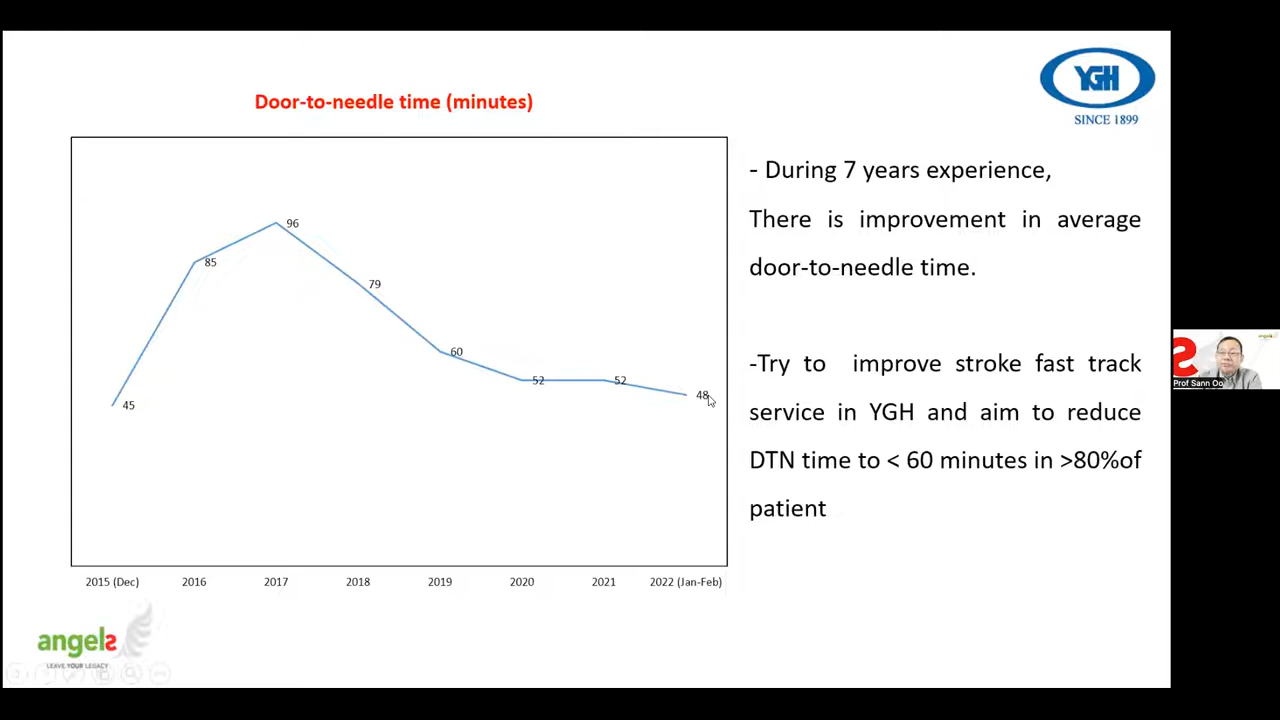 Door-to-needle time (minutes)
YGH
SINCE 1899
96
85
79
60
52
52
48
45
2015 (Dec)
2016
2017
2018
2019
2020
2021
2022 (Jan-Feb)
- During 7 years experience,
There is improvement in average
door-to-needle time.
-Try to improve stroke fast track
service in YGH and aim to reduce
DTN time to < 60 minutes in >80%of
patient
angels
LEAVE YOUR LEGACY
angels
Prof Sann Oo